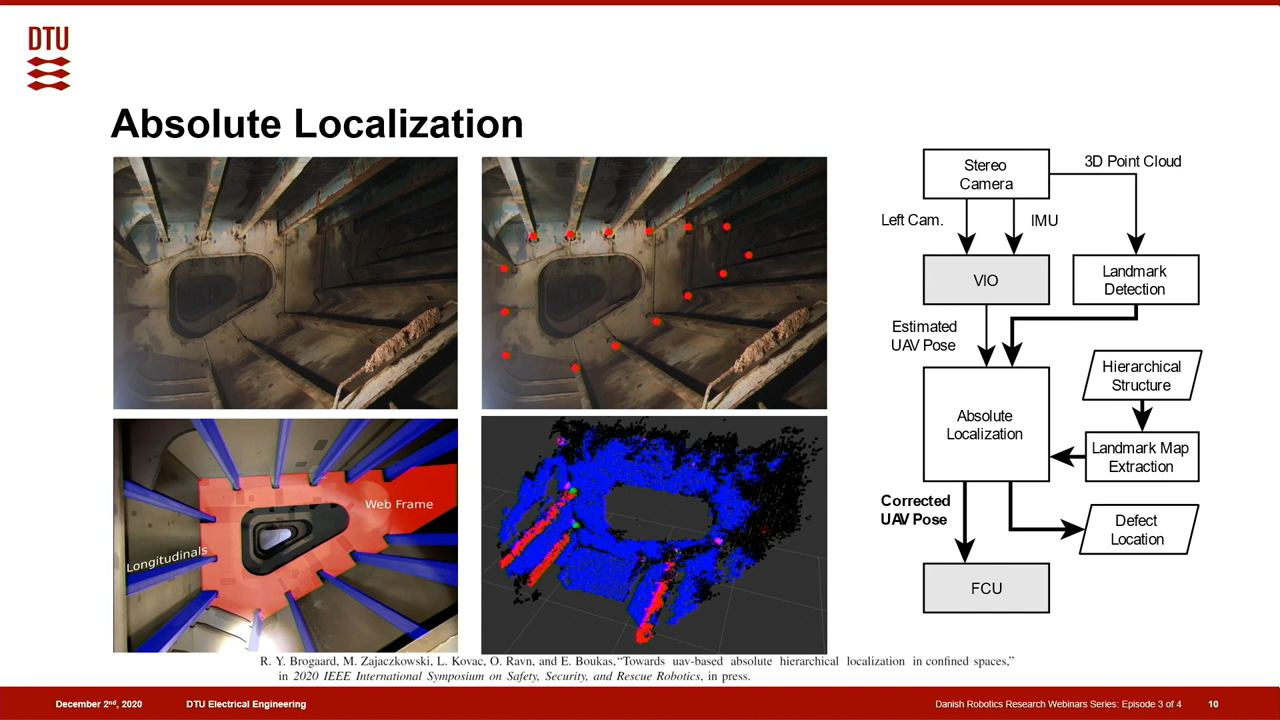 DTU
Absolute Localization
Web Frame
Longitudinals
Stereo
Camera
3D Point Cloud
Left Cam.
IMU
VIO
Landmark
Detection
Estimated
UAV Pose
Hierarchical
Structure
Absolute
Localization
Landmark Map
Extraction
Corrected
UAV Pose
Defect
Location
FCU
R. Y. Brogaard, M. Zajaczkowski, L. Kovac, O. Ravn, and E. Boukas,“Towards uav-based absolute hierarchical localization in confined spaces,”
in 2020 IEEE International Symposium on Safety, Security, and Rescue Robotics, in press.
December 2nd, 2020 DTU Electrical Engineering Danish Robotics Research Webinars Series: Episode 3 of 4 10